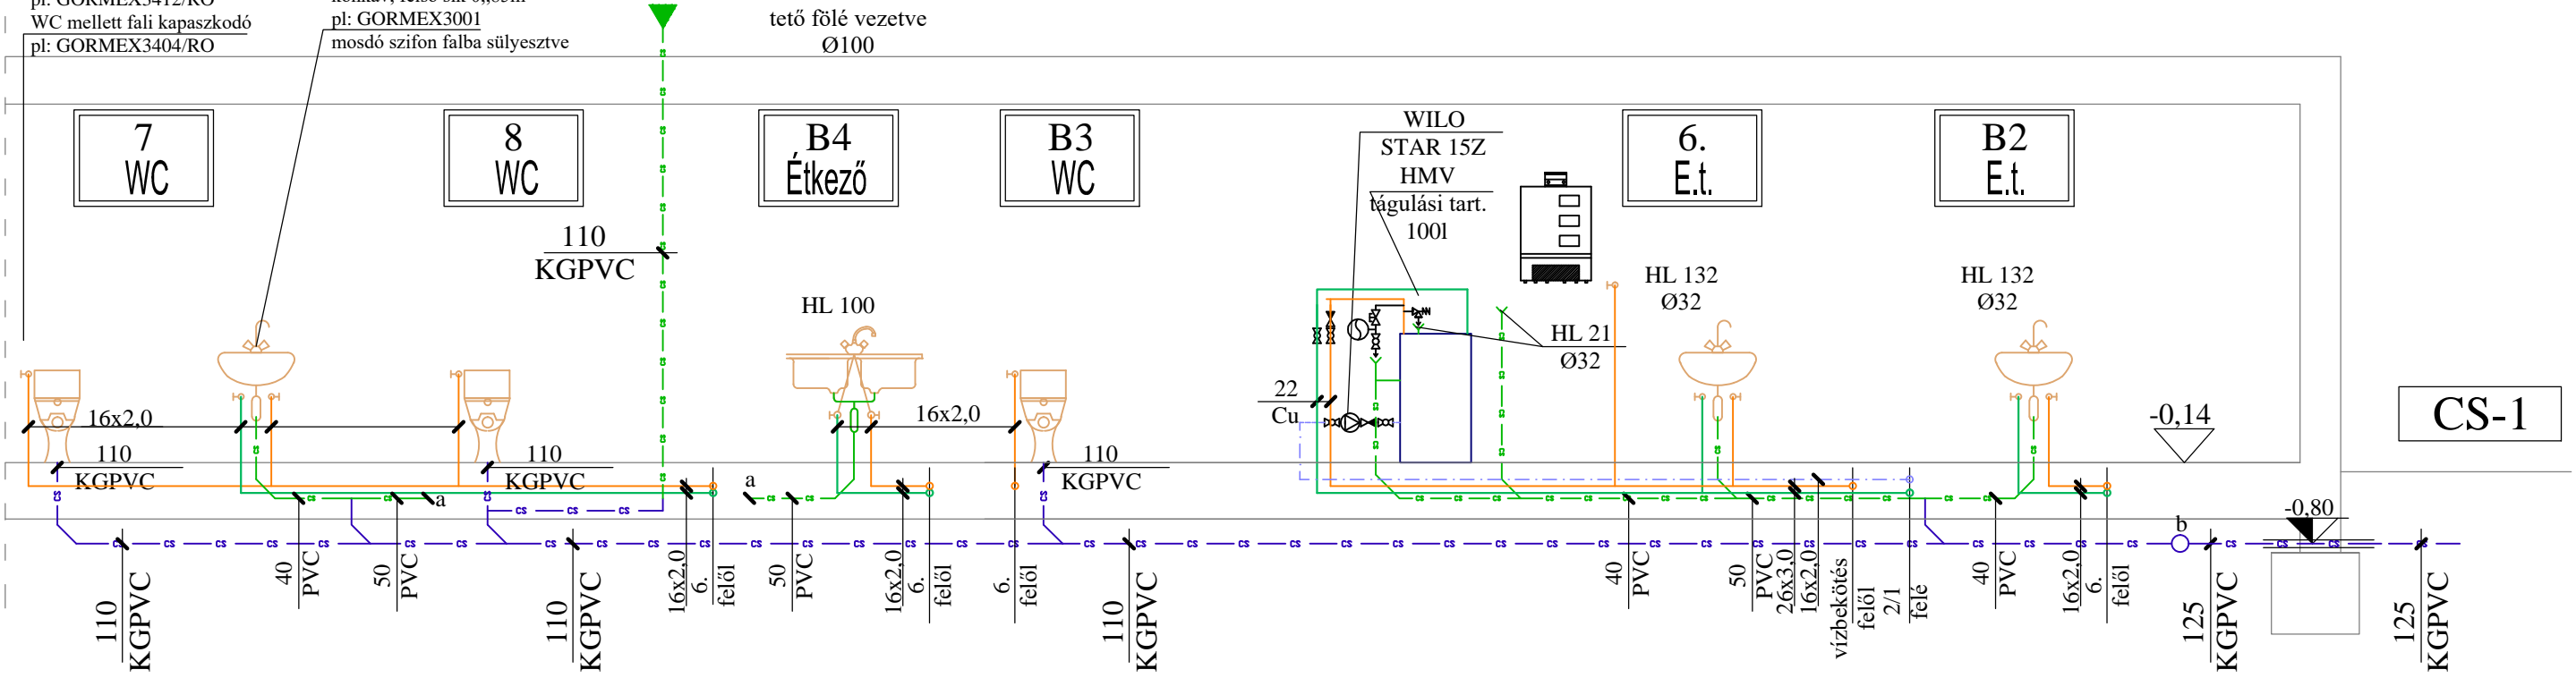 pl: GORMEX3412/RO
WC mellett fali kapaszkodó
pl: GORMEX3404/RO
pl: GORMEX3001
mosdó szifon falba sülyesztve
tető fölé vezetve
Ø100
7
WC
8
WC
B4
Étkező
B3
WC
WILO
STAR 15Z
HMV
tágulási tart.
100l
6.
E.t.
B2
E.t.
110
KGPVC
HL 100
HL 132
Ø32
HL 132
Ø32
HL 21
Ø32
22
Cu
16x2,0
16x2,0
-0,14
CS-1
110
KGPVC
110
KGPVC
110
KGPVC
a
a
-0,80
b
110
KGPVC
40
PVC
50
PVC
110
KGPVC
16x2,0
6.
felől
50
PVC
16x2,0
6.
felől
6.
felől
110
KGPVC
40
PVC
50
PVC
26x3,0
16x2,0
vízbekötés
felől
2/1
felé
40
PVC
16x2,0
6.
felől
125
KGPVC
125
KGPVC